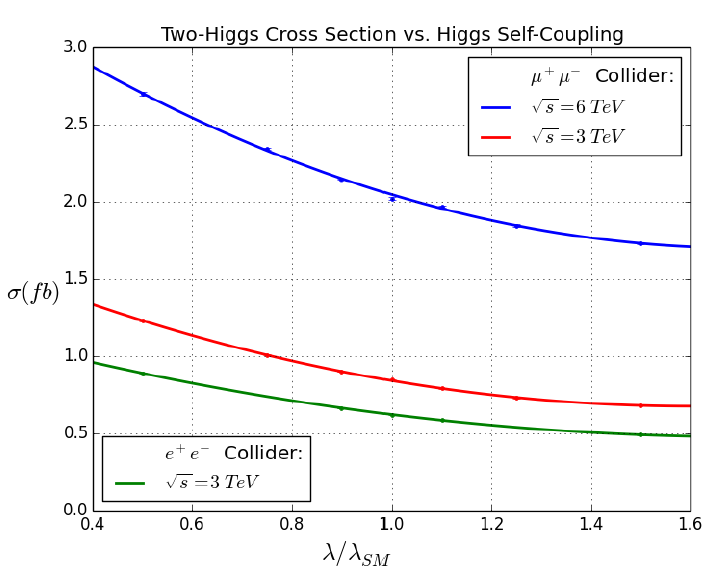 Two-Higgs Cross Section vs. Higgs Self-Coupling
3.0
2.5
2.0
1.5
1.0
0.5
0.0
σ(fb)
μ⁺μ⁻ Collider:
√s=6 TeV
√s=3 TeV
e⁺e⁻ Collider:
√s=3 TeV
0.4 0.6 0.8 1.0 1.2 1.4 1.6
λ/λ_SM